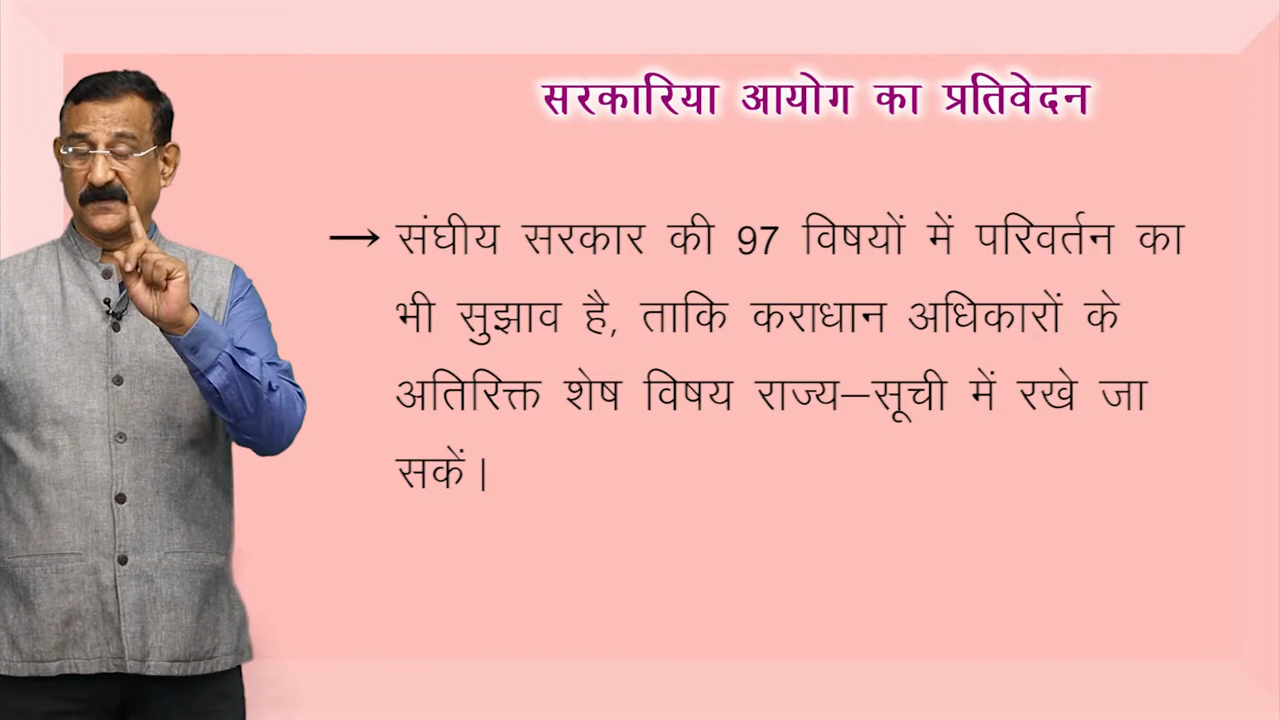 सरकारिया आयोग का प्रतिवेदन
→ संघीय सरकार की 97 विषयों में परिवर्तन का
भी सुझाव है, ताकि कराधान अधिकारों के
अतिरिक्त शेष विषय राज्य–सूची में रखे जा
सकें।